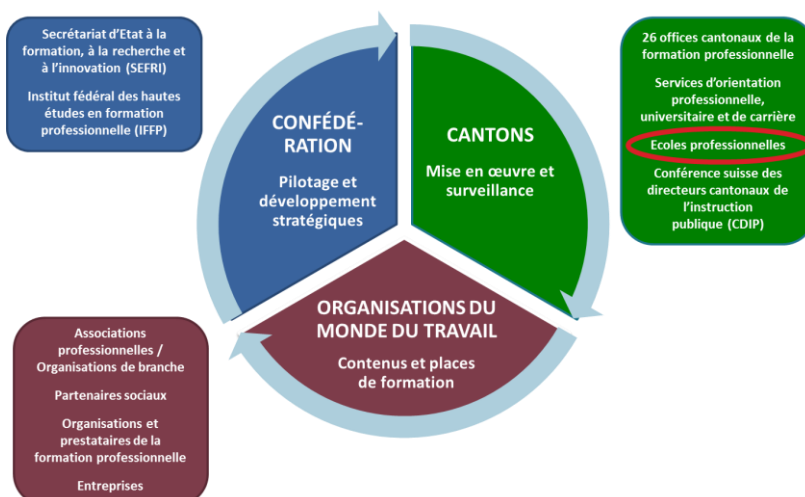 Secrétariat d’Etat à la
formation, à la recherche et
à l’innovation (SEFRI)
Institut fédéral des hautes
études en formation
professionnelle (IFFP)
CONFÉDÉ-
RATION
Pilotage et
développement
stratégiques
CANTONS
Mise en œuvre et
surveillance
26 offices cantonaux de la
formation professionnelle
Services d’orientation
professionnelle,
universitaire et de carrière
Ecoles professionnelles
Conférence suisse des
directeurs cantonaux de
l’instruction
publique (CDIP)
ORGANISATIONS DU
MONDE DU TRAVAIL
Contenus et places
de formation
Associations
professionnelles /
Organisations de branche
Partenaires sociaux
Organisations et
prestataires de la
formation professionnelle
Entreprises